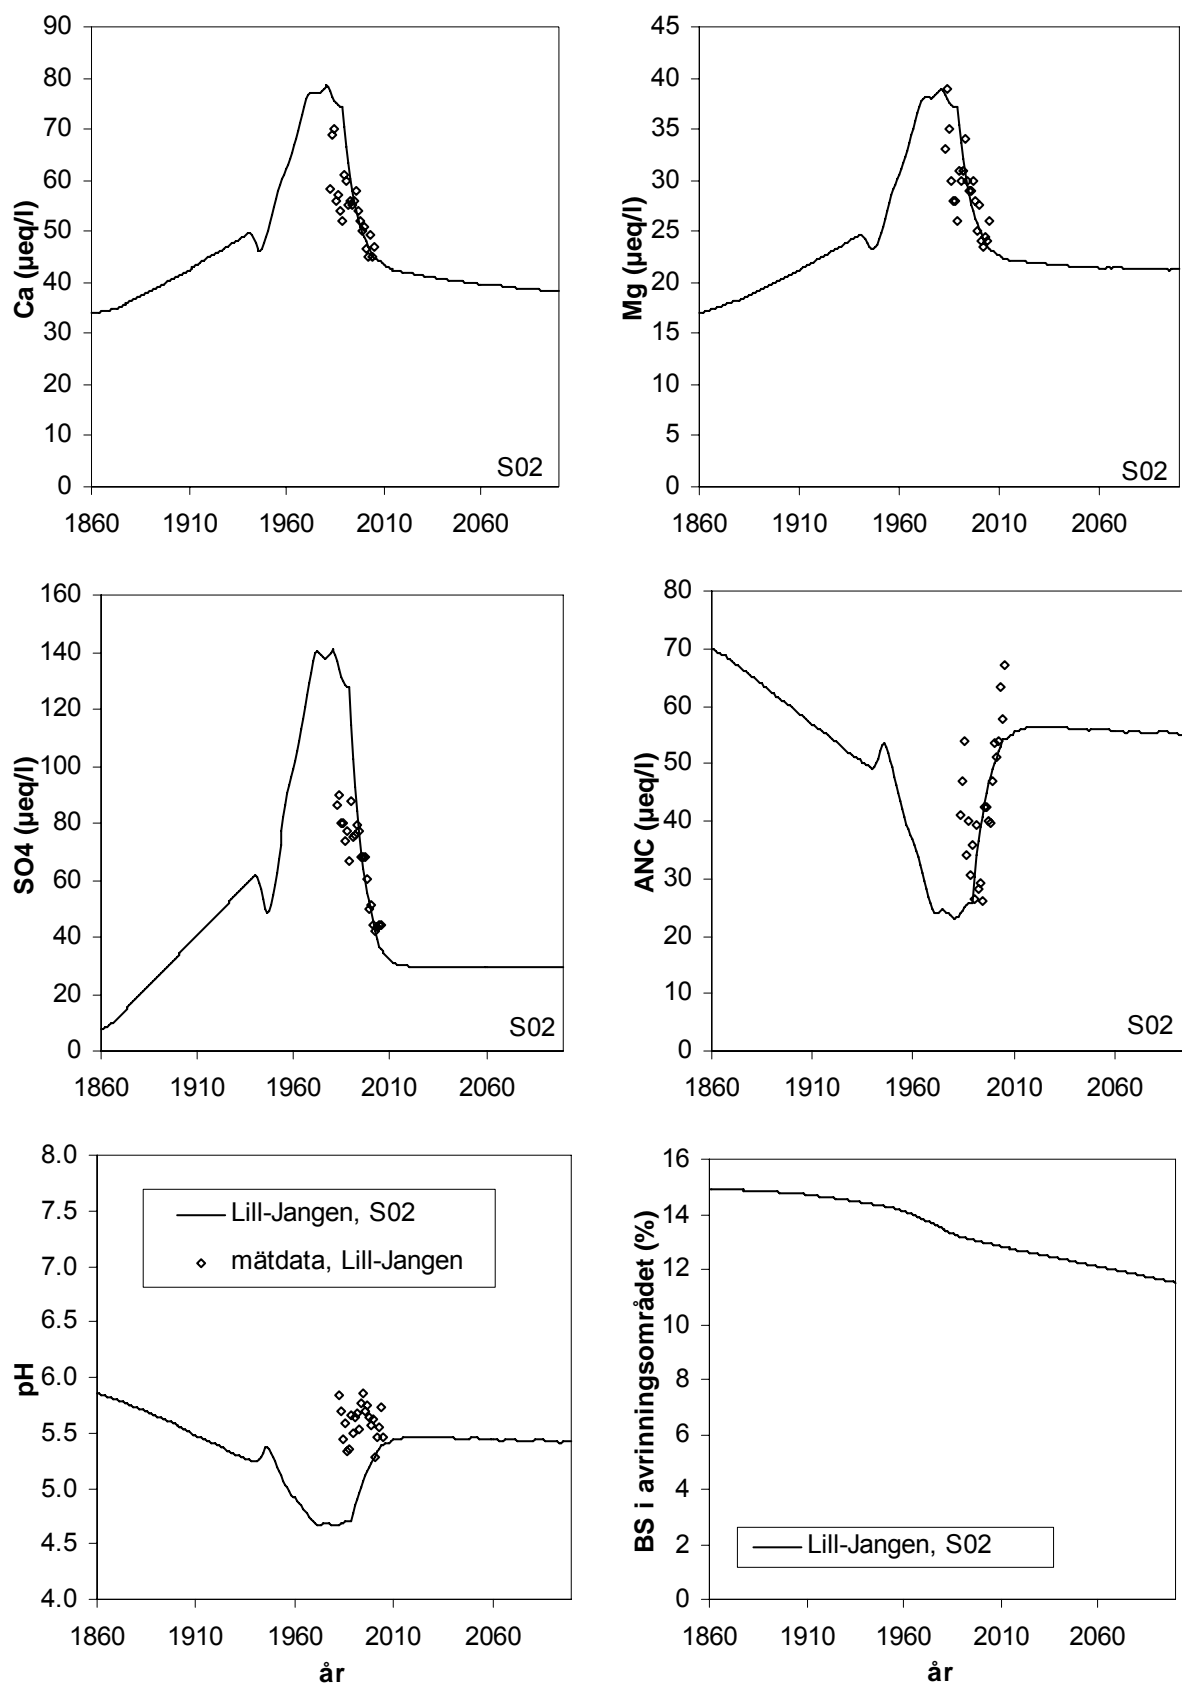 90
80
70
60
50
40
30
20
10
0
Ca (µeq/l)
S02
1860 1910 1960 2010 2060
45
40
35
30
25
20
15
10
5
0
Mg (µeq/l)
S02
1860 1910 1960 2010 2060
160
140
120
100
80
60
40
20
0
SO4 (µeq/l)
S02
1860 1910 1960 2010 2060
80
70
60
50
40
30
20
10
0
ANC (µeq/l)
S02
1860 1910 1960 2010 2060
8.0
7.5
7.0
6.5
6.0
5.5
5.0
4.5
4.0
pH
Lill-Jangen, S02
mätdata, Lill-Jangen
1860 1910 1960 2010 2060
år
16
14
12
10
8
6
4
2
0
BS i avrinningsområdet (%)
Lill-Jangen, S02
1860 1910 1960 2010 2060
år